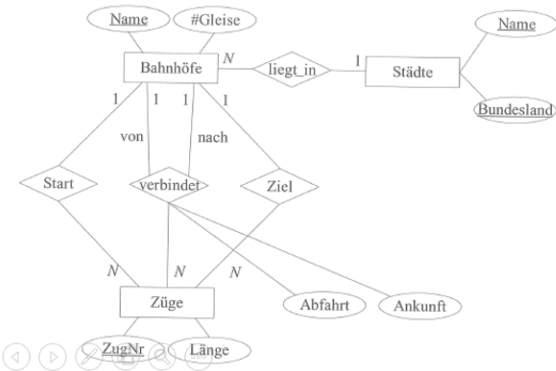 Name
#Gleise
Name
Bahnhöfe
N
liegt_in
1
Städte
1
1
1
1
Bundesland
von
nach
Start
verbindet
Ziel
N
N
N
Züge
Abfahrt
Ankunft
ZugNr
Länge